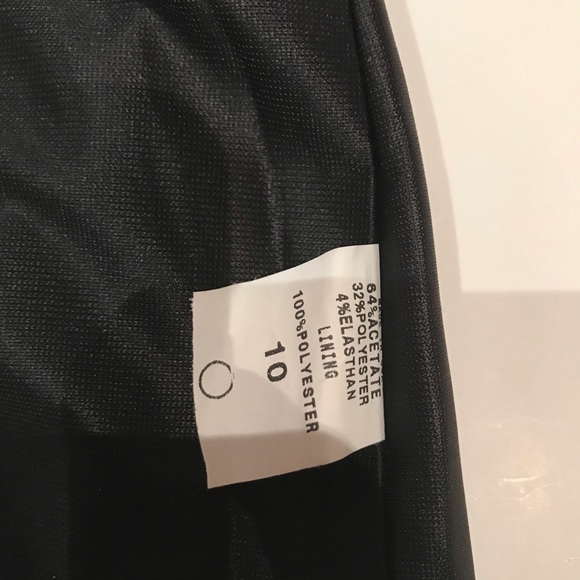 64%ACETATE
32%POLYESTER
4%ELASTHAN
LINING
100%POLYESTER
10